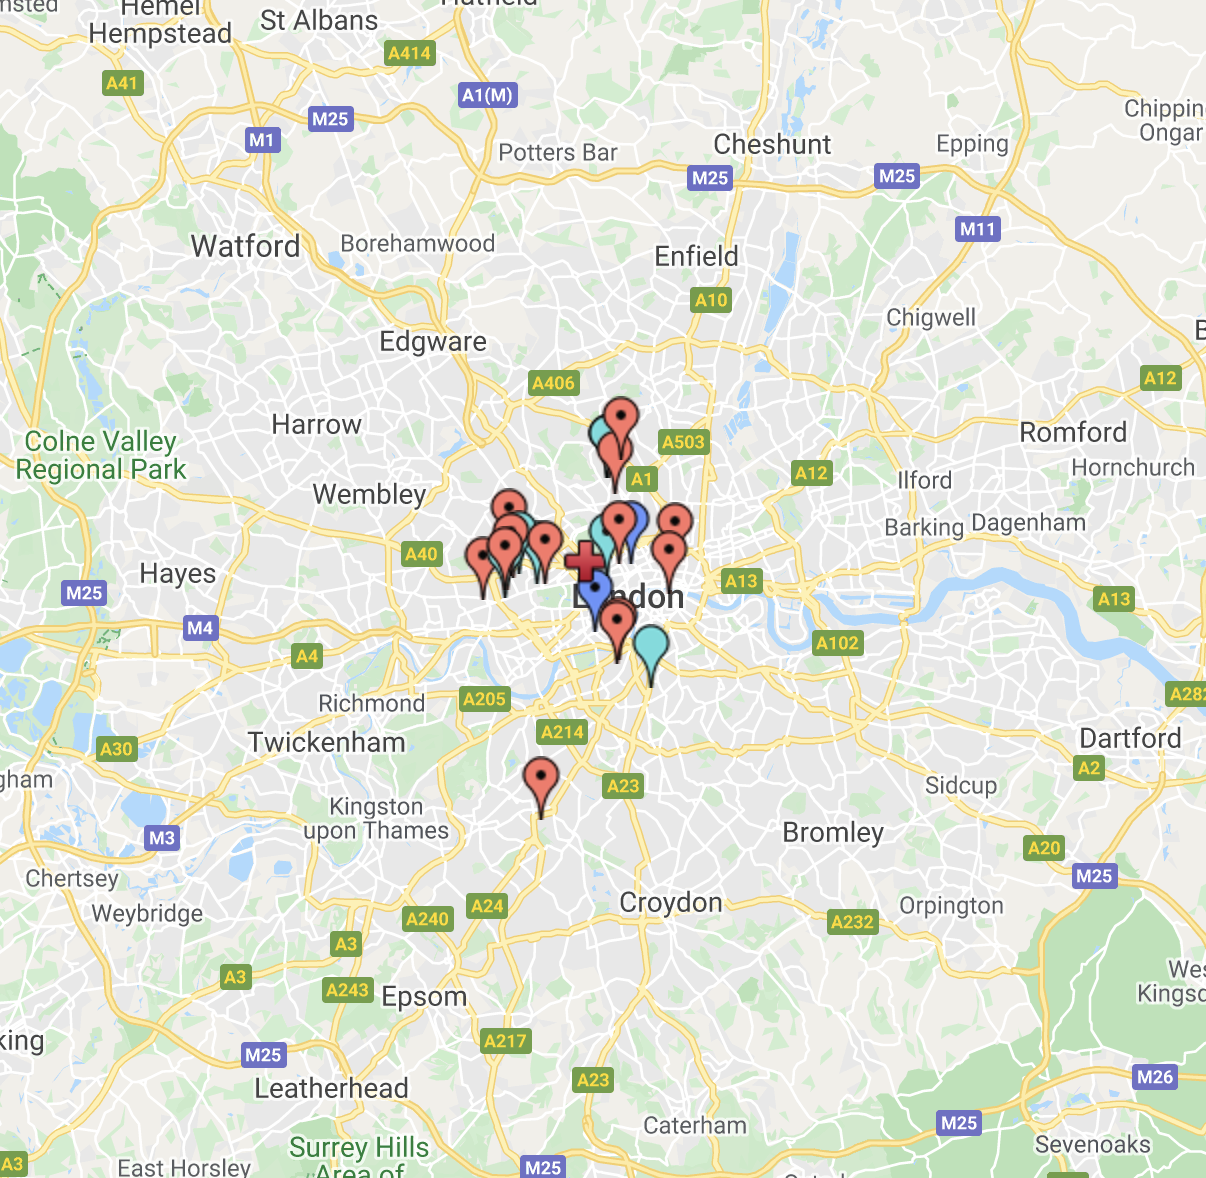 Hemel
Hempstead
St Albans
A414
A41
A1(M)
M25
M1
Chippin
Ongar
Potters Bar
Cheshunt
Epping
M25
M25
M11
Watford
Borehamwood
Enfield
A10
Chigwell
Edgware
A406
A12
Harrow
Colne Valley
Regional Park
A503
Romford
Hornchurch
A1
A12
Ilford
Wembley
Barking
Dagenham
A40
Hayes
M25
A13
London
A13
M4
A4
A102
Richmond
A205
A282
Twickenham
A214
A30
Dartford
A2
gham
A23
Sidcup
Kingston
upon Thames
M3
Bromley
A20
Chertsey
M25
Weybridge
A240
A24
Croydon
A232
Orpington
A3
A3
A243
Epsom
Wes
Kingsd
king
A217
M25
Leatherhead
A23
M26
M25
Caterham
Sevenoaks
Surrey Hills
Area of
A3
East Horsley
M25